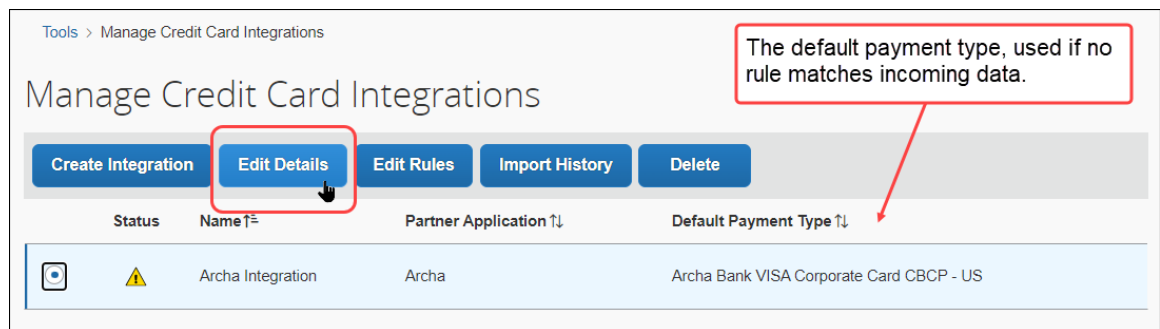 Tools > Manage Credit Card Integrations
The default payment type, used if no
rule matches incoming data.
Manage Credit Card Integrations
Create Integration Edit Details Edit Rules Import History Delete
Status Name Partner Application Default Payment Type
Archa Integration Archa Archa Bank VISA Corporate Card CBCP - US